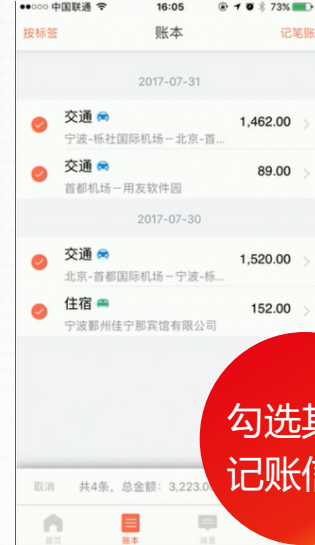 中国联通 16:05 73%
按标签 账本 记笔账
2017-07-31
交通 1,462.00
宁波-栎社国际机场－北京-首...
交通 89.00
首都机场－用友软件园
2017-07-30
交通 1,520.00
北京-首都国际机场－宁波-栎...
住宿 152.00
宁波鄞州佳宁那宾馆有限公司
勾选
记账
取消 共4条，总金额：3,223.0
首页 账本 消息